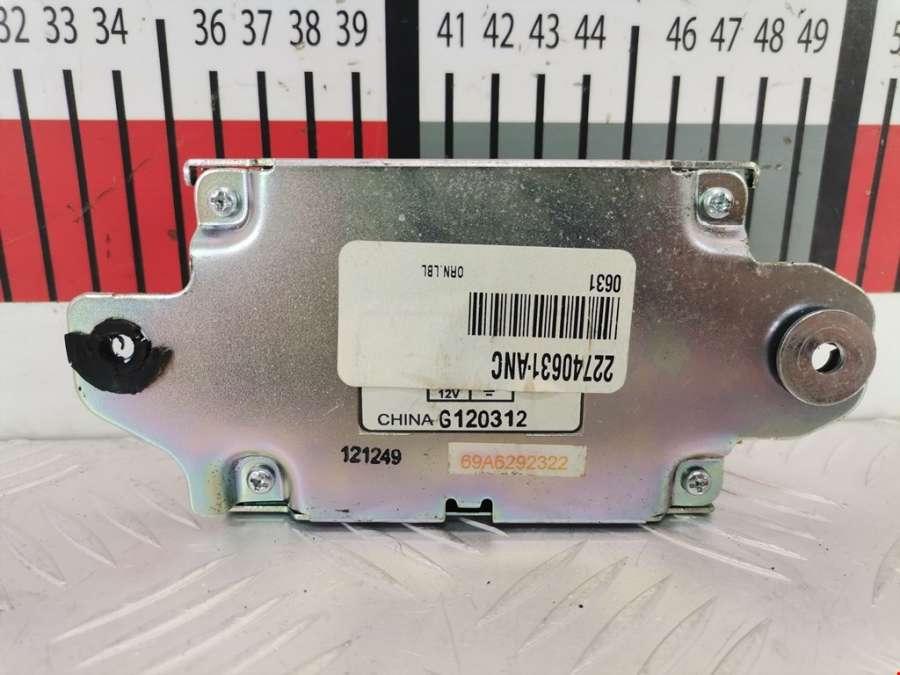 32 33 34 36 37 38 39 41 42 43 44 46 47 48 49 5
22740631-ANC
0631
ORN.LBL
12V
CHINA G120312
121249 69A6292322